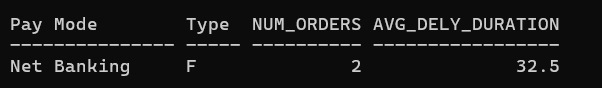 Pay Mode        Type  NUM_ORDERS AVG_DELY_DURATION
--------------- ----- ---------- -----------------
Net Banking     F              2              32.5